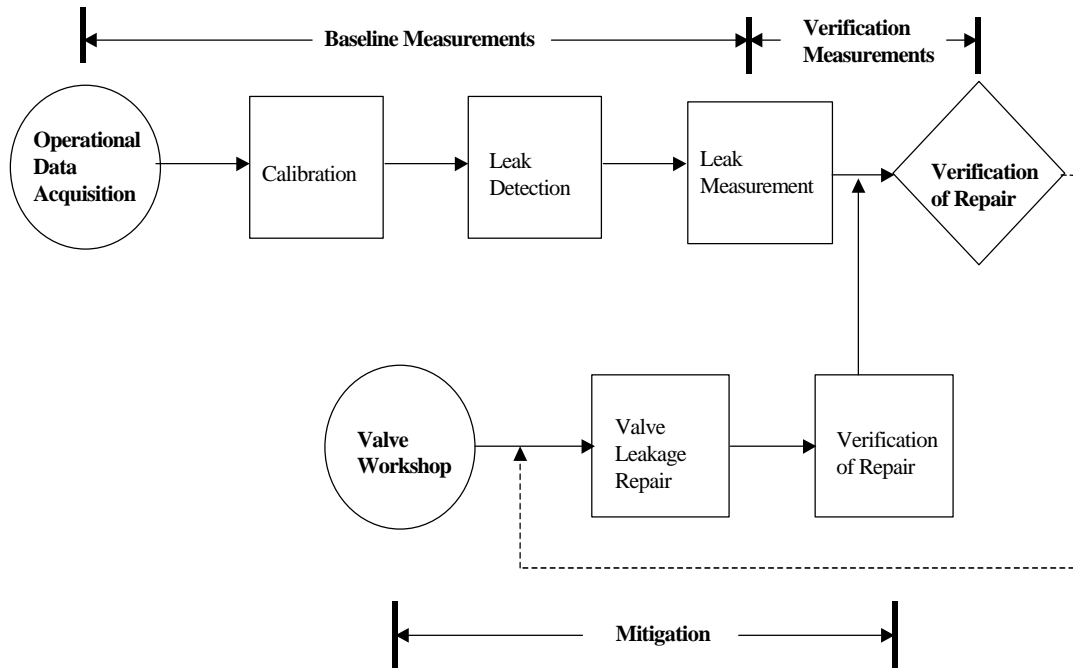 Baseline Measurements
Verification
Measurements
Operational
Data
Acquisition
Calibration
Leak
Detection
Leak
Measurement
Verification
of Repair
Valve
Workshop
Valve
Leakage
Repair
Verification
of Repair
Mitigation